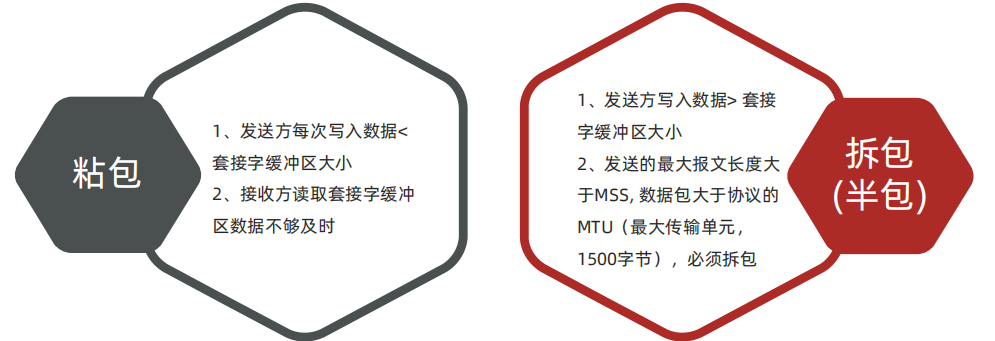 粘包
1、发送方每次写入数据<
套接字缓冲区大小
2、接收方读取套接字缓冲
区数据不够及时
1、发送方写入数据> 套接
字缓冲区大小
2、发送的最大报文长度大
于MSS, 数据包大于协议的
MTU（最大传输单元，
1500字节），必须拆包
拆包
(半包)